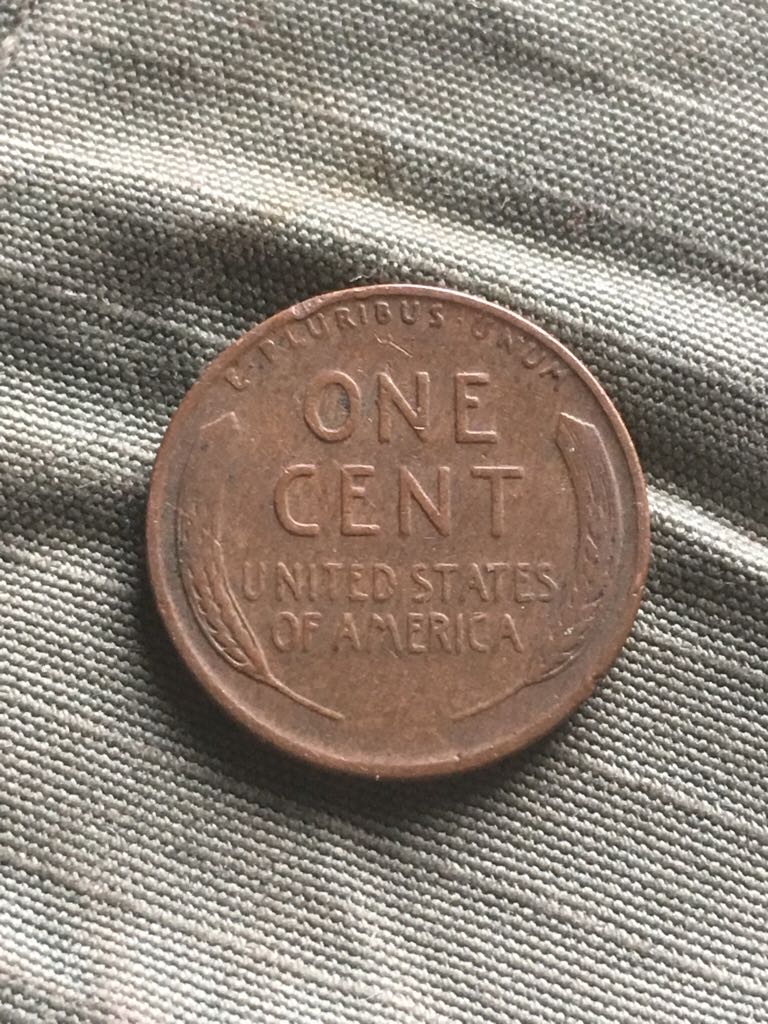 E·PLURIBUS·UNUM
ONE
CENT
UNITED STATES
OF AMERICA